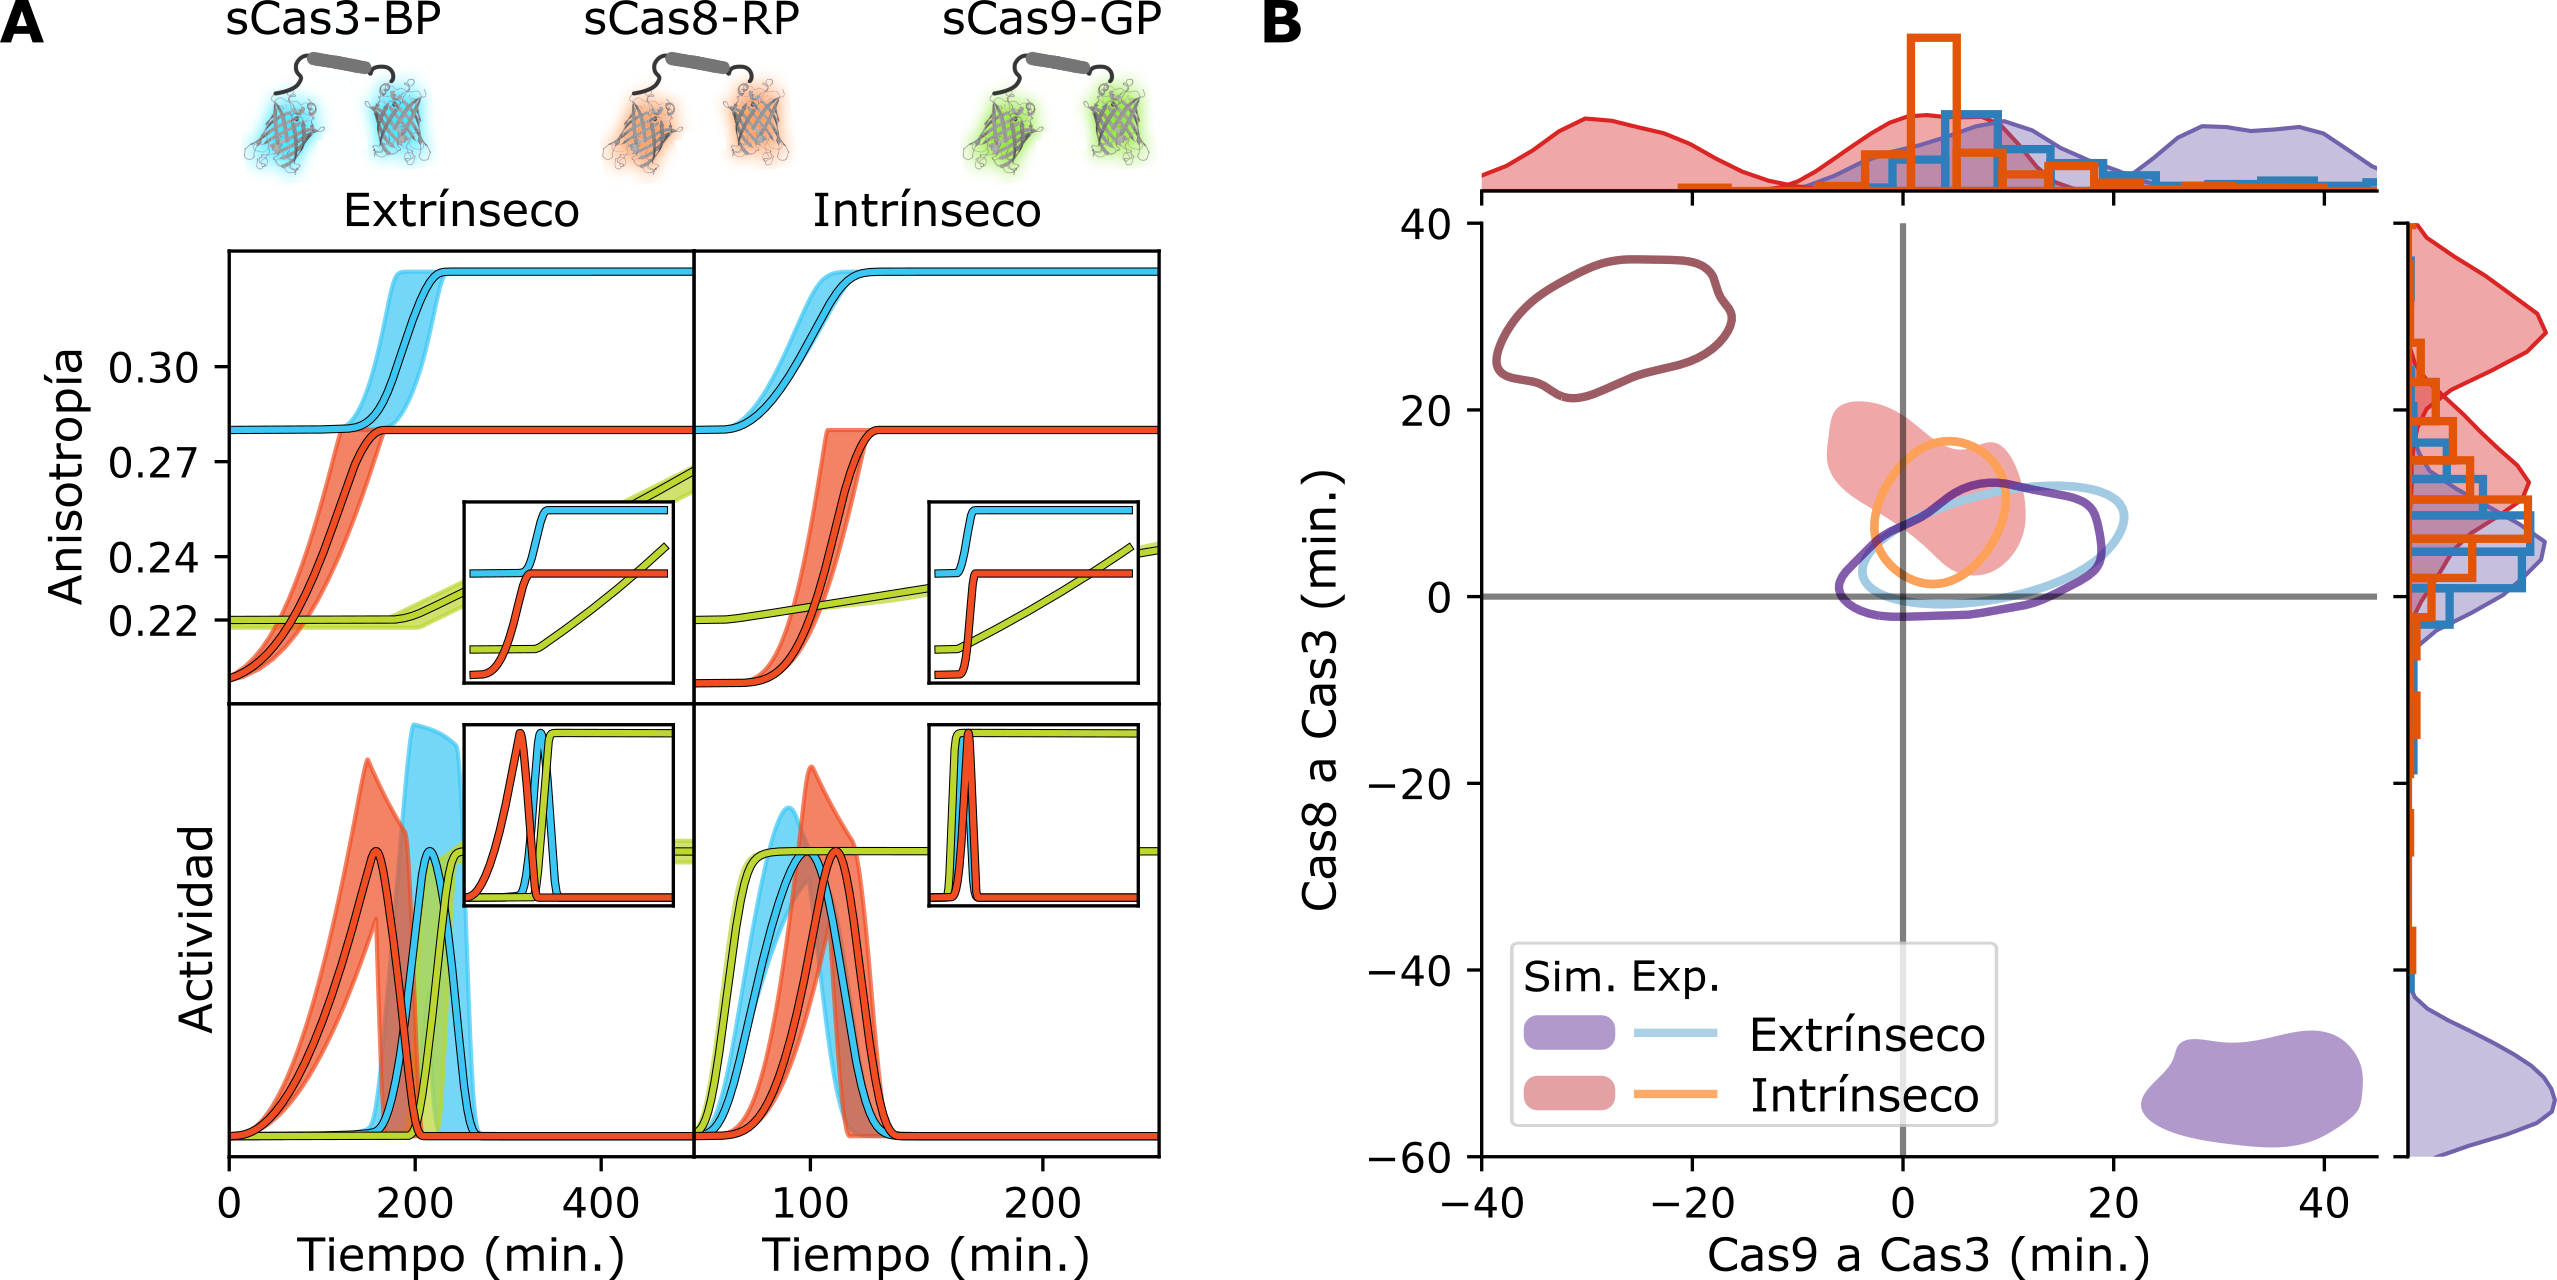 A
sCas3-BP
sCas8-RP
sCas9-GP
Extrínseco
Intrínseco
Anisotropía
0.30
0.27
0.24
0.22
Actividad
0
200
400
100
200
Tiempo (min.)
Tiempo (min.)
B
Cas8 a Cas3 (min.)
40
20
0
−20
−40
−60
Sim. Exp.
Extrínseco
Intrínseco
−40
−20
0
20
40
Cas9 a Cas3 (min.)